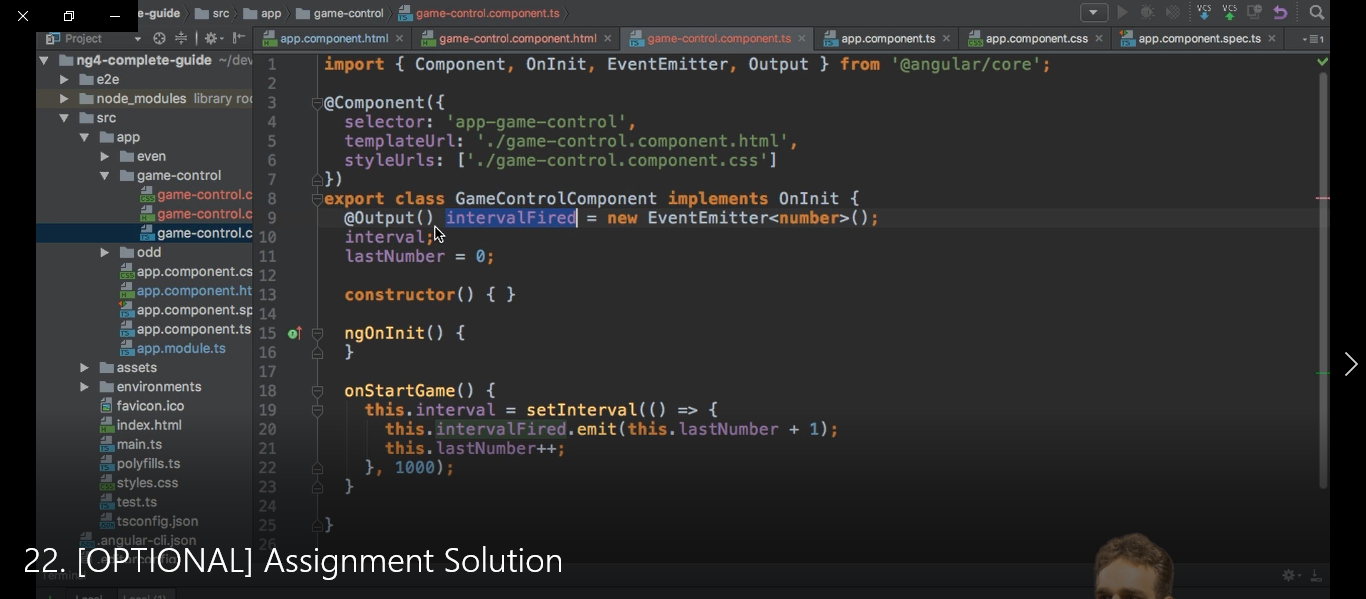 e-guide src app game-control game-control.component.ts
VCS VCS
Project
app.component.html game-control.component.html game-control.component.ts app.component.ts app.component.css app.component.spec.ts
ng4-complete-guide ~/dev
e2e
node_modules library roo
src
app
even
game-control
game-control.c
game-control.c
game-control.c
odd
app.component.cs
app.component.ht
app.component.sp
app.component.ts
app.module.ts
assets
environments
favicon.ico
index.html
main.ts
polyfills.ts
styles.css
test.ts
tsconfig.json
.angular-cli.json
1 import { Component, OnInit, EventEmitter, Output } from '@angular/core';
2
3 @Component({
4 selector: 'app-game-control',
5 templateUrl: './game-control.component.html',
6 styleUrls: ['./game-control.component.css']
7 })
8 export class GameControlComponent implements OnInit {
9 @Output() intervalFired = new EventEmitter<number>();
10 interval;
11 lastNumber = 0;
12
13 constructor() { }
14
15 ngOnInit() {
16 }
17
18 onStartGame() {
19 this.interval = setInterval(() => {
20 this.intervalFired.emit(this.lastNumber + 1);
21 this.lastNumber++;
22 }, 1000);
23 }
24
25 }
26
22. [OPTIONAL] Assignment Solution